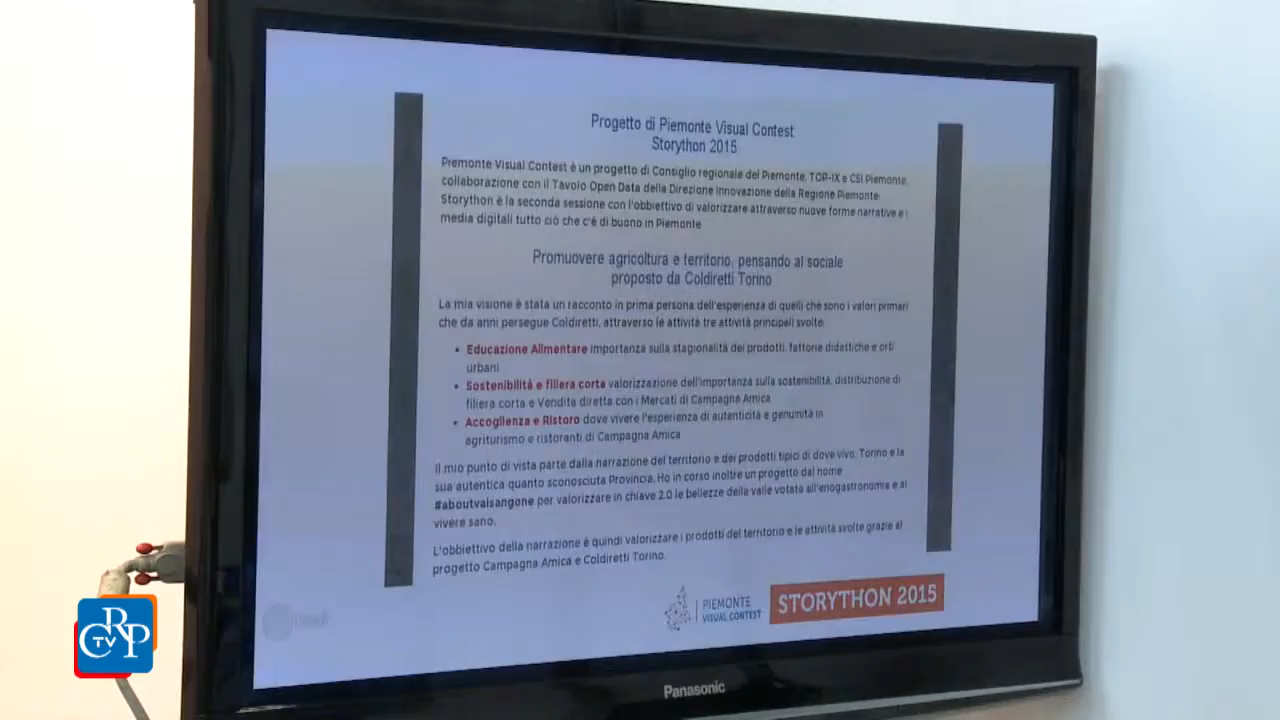 Progetto di Piemonte Visual Contest
Storython 2015
Piemonte Visual Contest è un progetto di Consiglio regionale del Piemonte, TOP-IX e CSI Piemonte,
collaborazione con il Tavolo Open Data della Direzione Innovazione della Regione Piemonte.
Storython è la seconda sessione con l'obbiettivo di valorizzare attraverso nuove forme narrative e i
media digitali tutto ciò che c'è di buono in Piemonte
Promuovere agricoltura e territorio, pensando al sociale
proposto da Coldiretti Torino
La mia visione è stata un racconto in prima persona dell'esperienza di quelli che sono i valori primari
che da anni persegue Coldiretti, attraverso le attività tre attività principali svolte:
• Educazione Alimentare importanza sulla stagionalità dei prodotti, fattorie didattiche e orti
urbani
• Sostenibilità e filiera corta valorizzazione dell'importanza sulla sostenibilità, distribuzione di
filiera corta e Vendita diretta con i Mercati di Campagna Amica
• Accoglienza e Ristoro dove vivere l'esperienza di autenticità e genuinità in
agriturismo e ristoranti di Campagna Amica
Il mio punto di vista parte dalla narrazione del territorio e dei prodotti tipici di dove vivo, Torino e la
sua autentica quanto sconosciuta Provincia. Ho in corso inoltre un progetto dal nome
#aboutvalsangone per valorizzare in chiave 2.0 le bellezze della valle votata all'enogastronomia e al
vivere sano.
L'obbiettivo della narrazione è quindi valorizzare i prodotti del territorio e le attività svolte grazie al
progetto Campagna Amica e Coldiretti Torino.
PIEMONTE
VISUAL CONTEST
STORYTHON 2015
Panasonic
CRP
TV